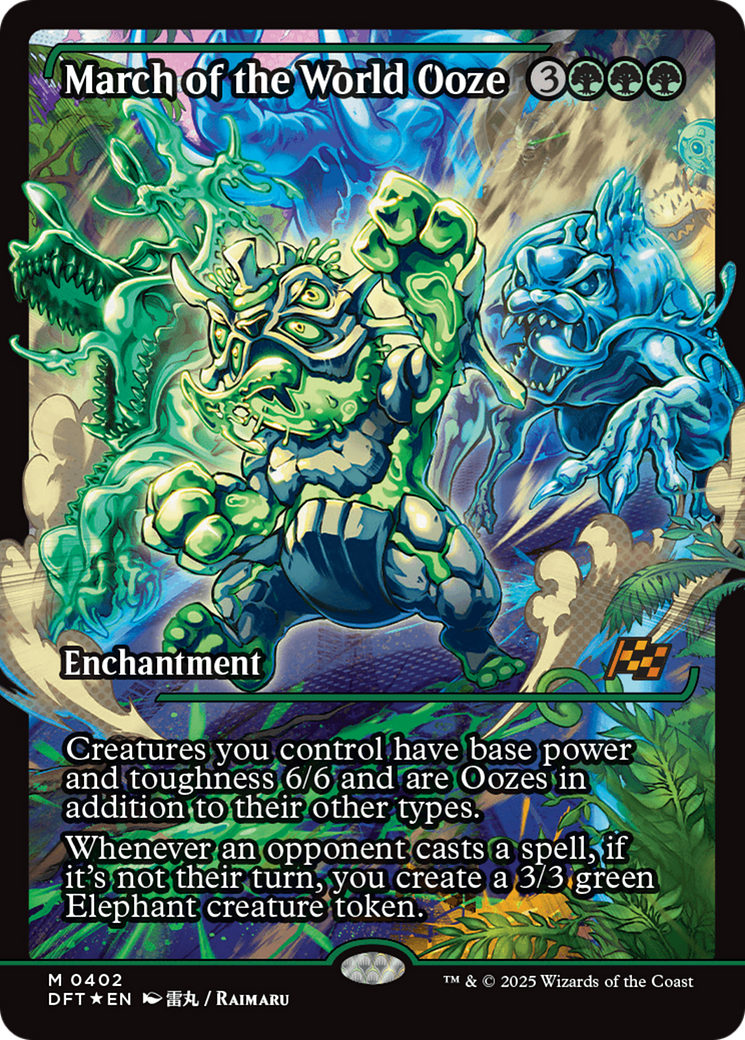 March of the World Ooze 3
Enchantment
Creatures you control have base power
and toughness 6/6 and are Oozes in
addition to their other types.
Whenever an opponent casts a spell, if
it's not their turn, you create a 3/3 green
Elephant creature token.
M 0402
DFT★EN 雷丸 / Raimaru
™ & © 2025 Wizards of the Coast